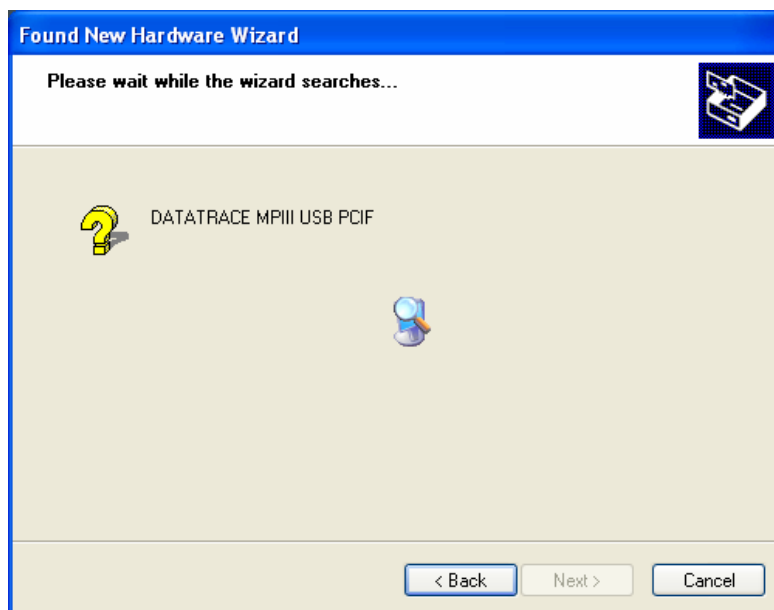 Found New Hardware Wizard
Please wait while the wizard searches...
DATATRACE MPIII USB PCIF
< Back
Next >
Cancel